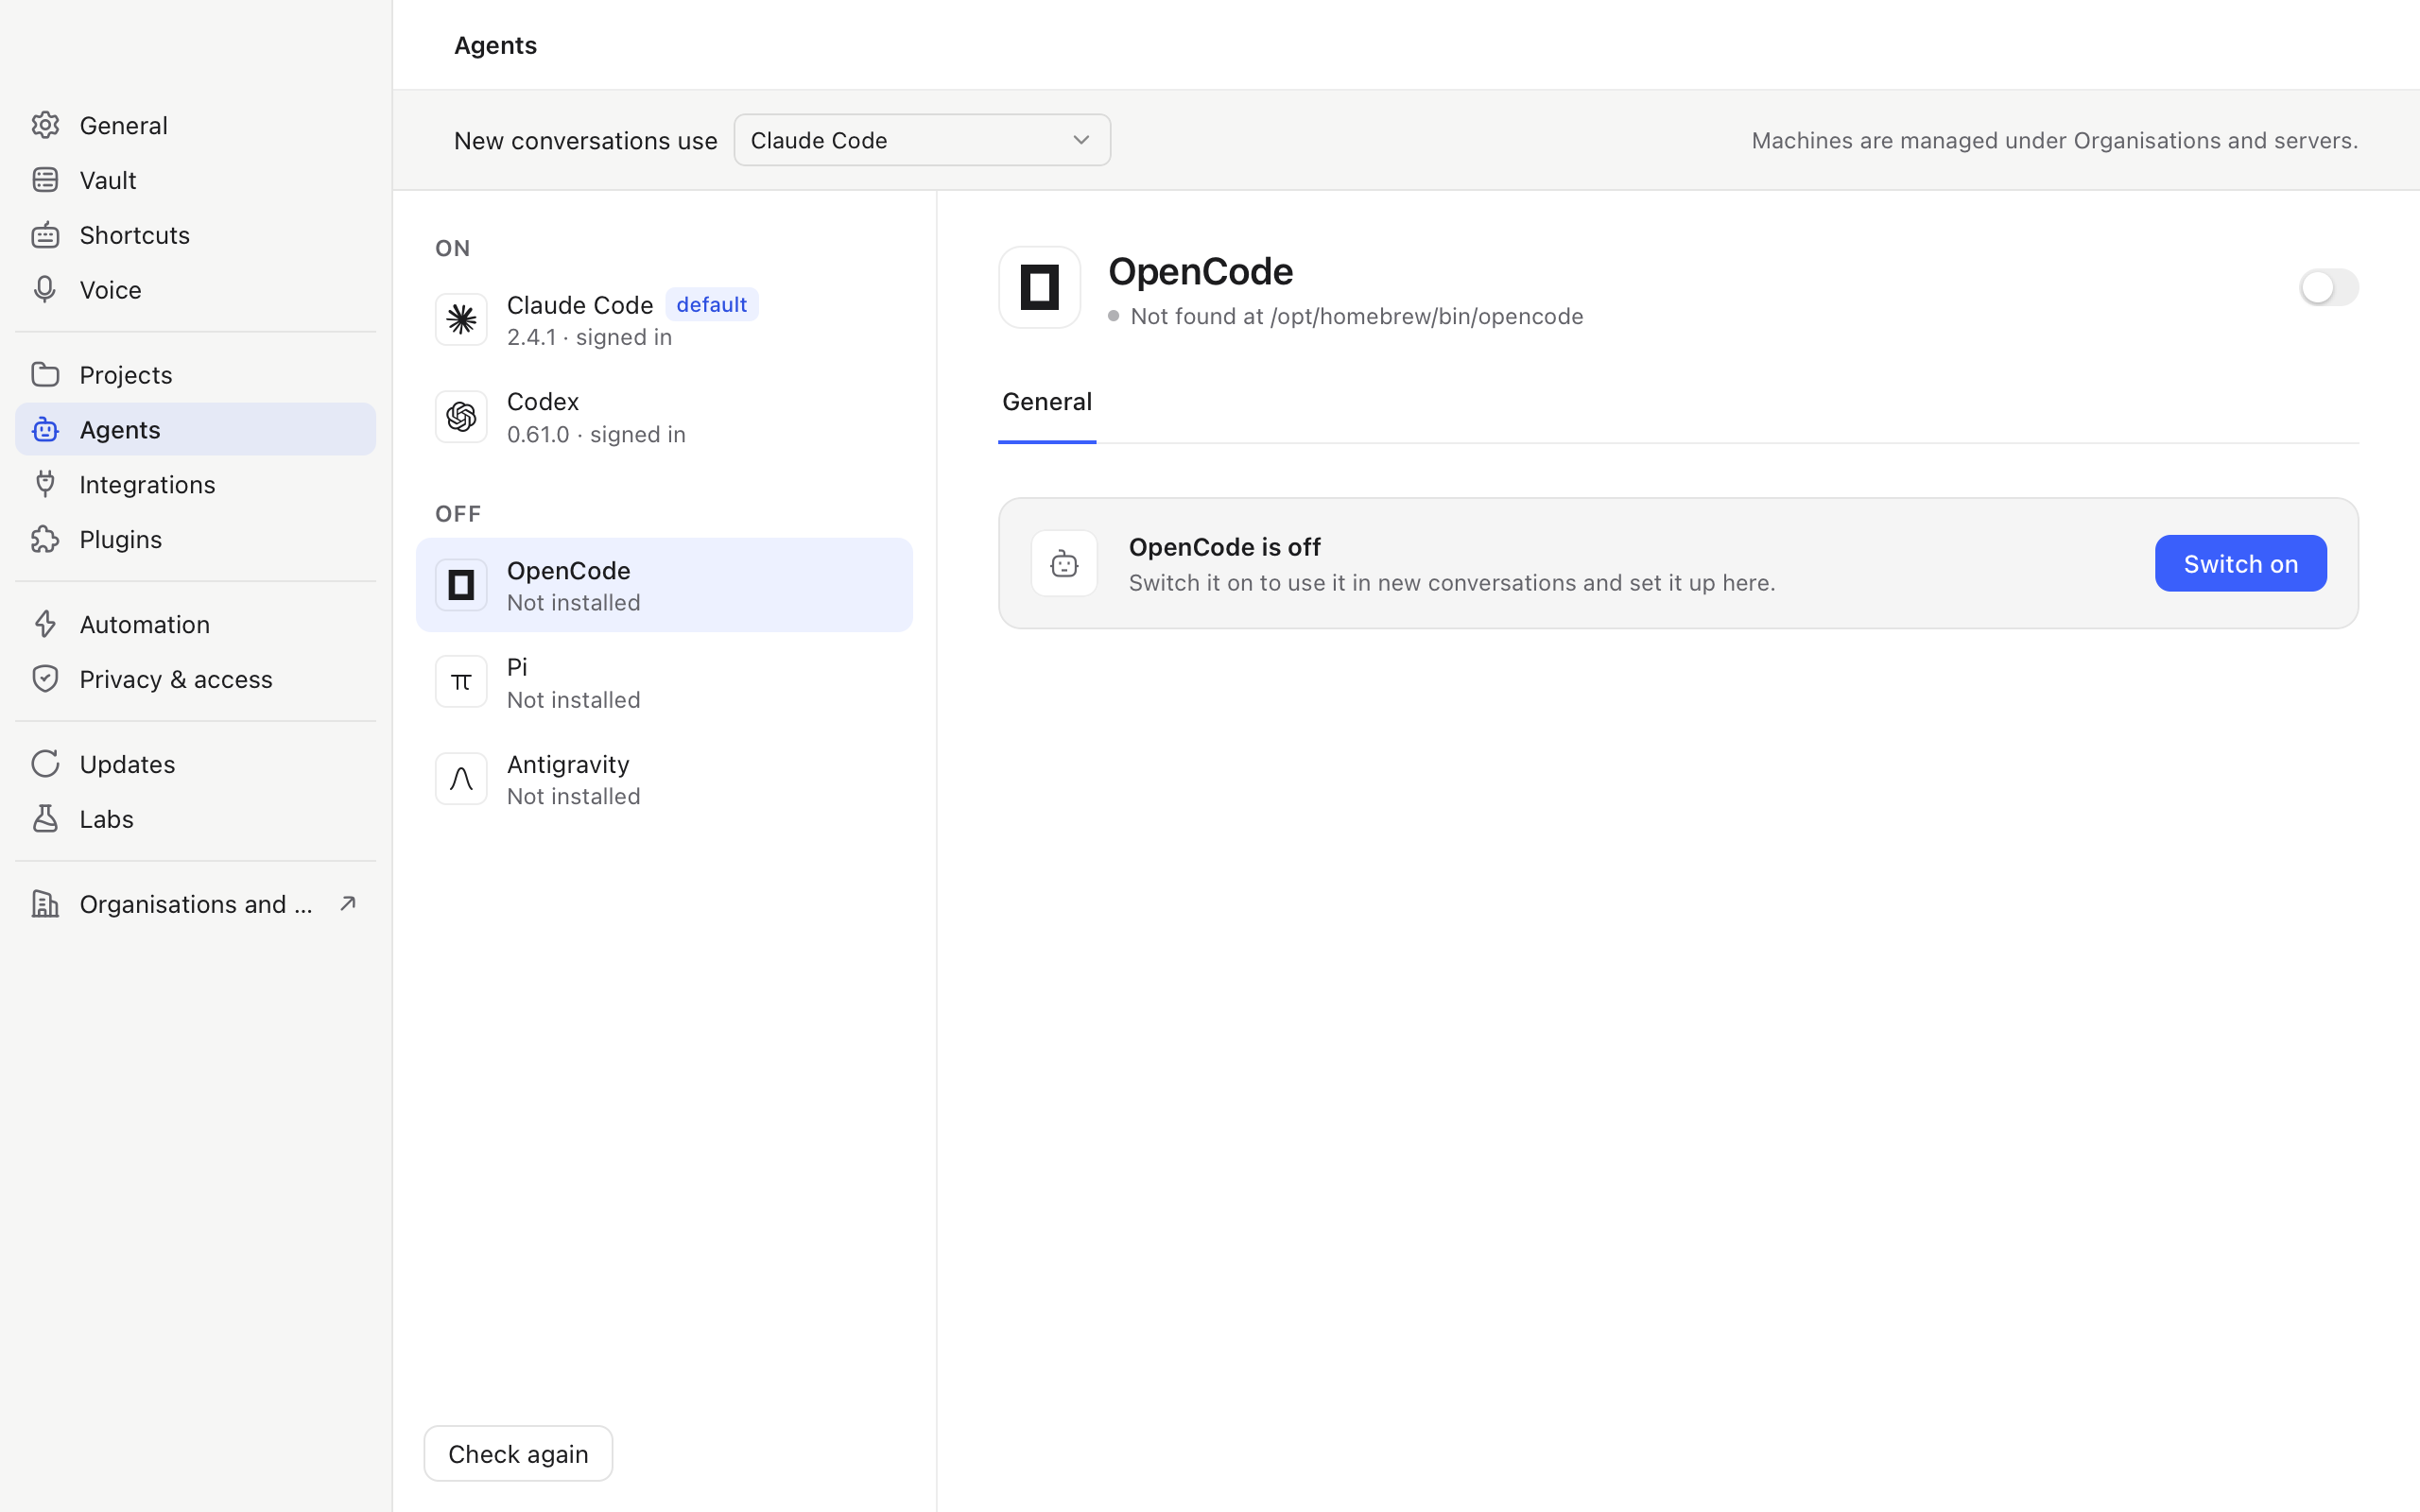 Agents
General
Vault
Shortcuts
Voice
Projects
Agents
Integrations
Plugins
Automation
Privacy & access
Updates
Labs
Organisations and ...
New conversations use
Claude Code
Machines are managed under Organisations and servers.
ON
Claude Code default
2.4.1 · signed in
Codex
0.61.0 · signed in
OFF
OpenCode
Not installed
π
Pi
Not installed
Antigravity
Not installed
Check again
OpenCode
Not found at /opt/homebrew/bin/opencode
General
OpenCode is off
Switch it on to use it in new conversations and set it up here.
Switch on